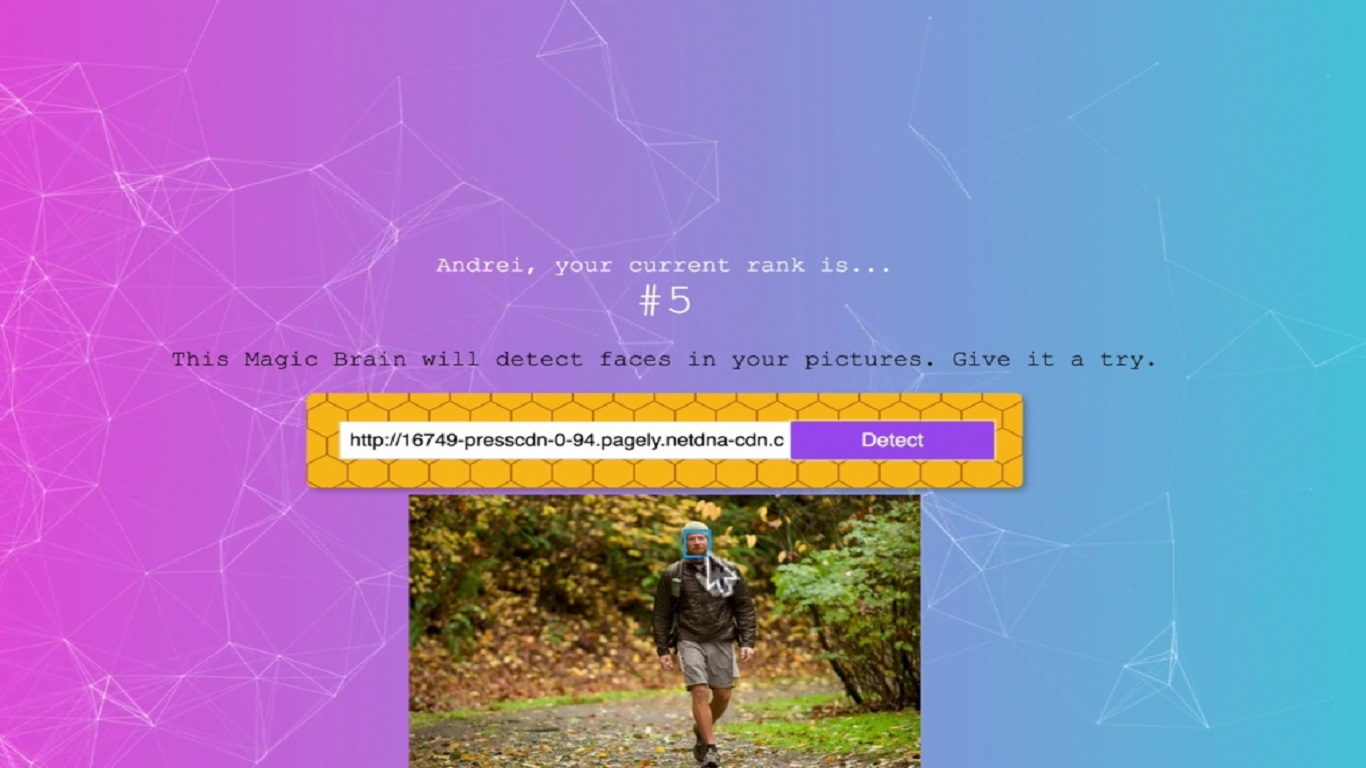 Andrei, your current rank is...
#5
This Magic Brain will detect faces in your pictures. Give it a try.
http://16749-presscdn-0-94.pagely.netdna-cdn.c
Detect